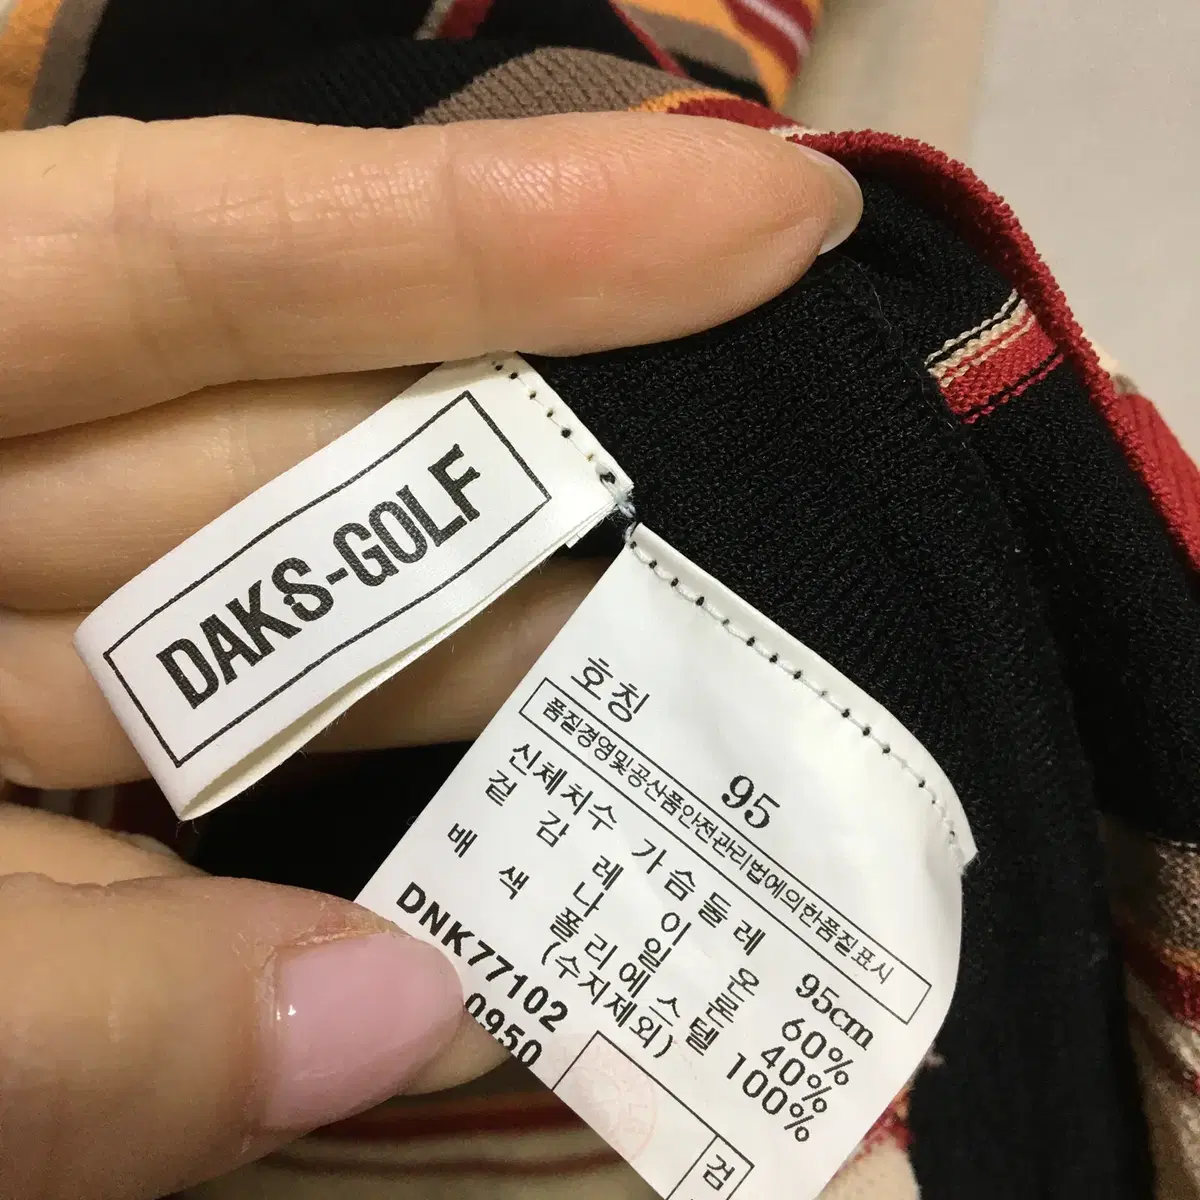 DAKS-GOLF
호칭 95
품질경영및공산품안전관리법에의한품질표시
신체치수 가슴둘레 95cm
겉감 레이온 60%
나일론 40%
배색 폴리에스텔 100%
(수지제외)
DNK77102
0950
검